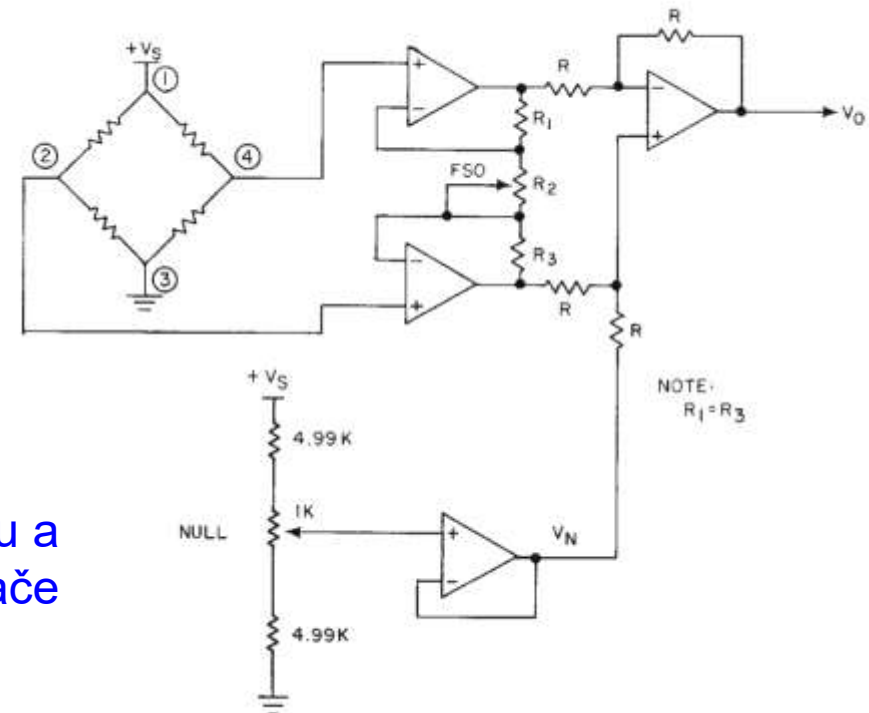 +VS
①
②
④
③
+
−
R1
FSO
R2
−
+
R3
R
R
R
−
+
VO
R
NOTE:
R1=R3
+VS
4.99K
NULL
1K
4.99K
+
−
VN
u a
ače